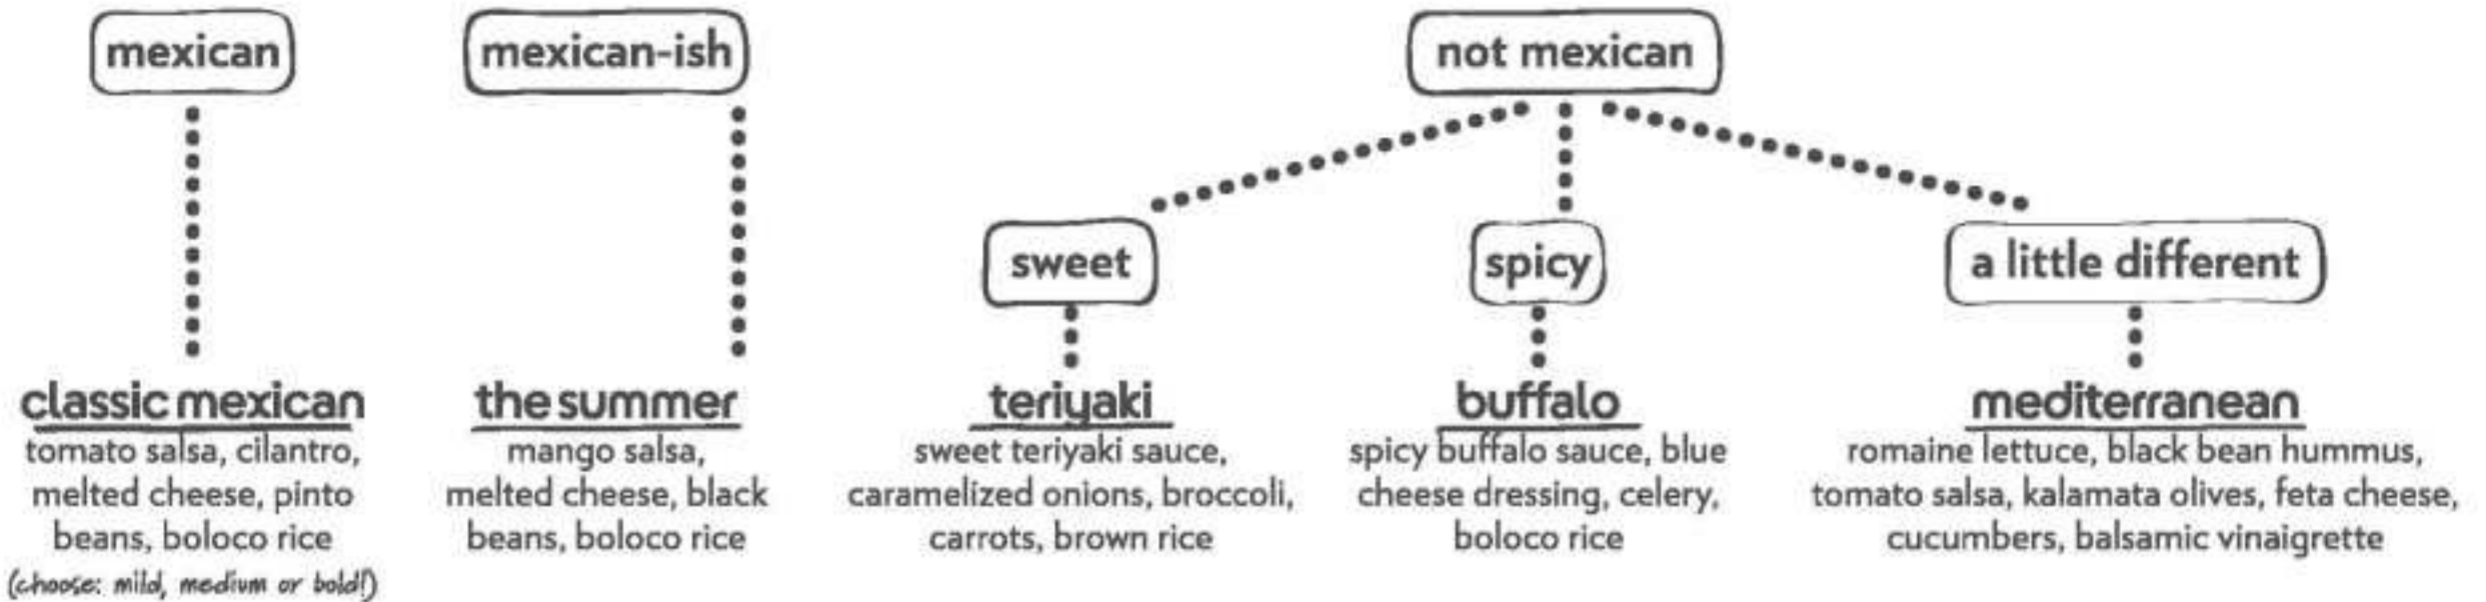 mexican
mexican-ish
not mexican
sweet
spicy
a little different
classic mexican
tomato salsa, cilantro,
melted cheese, pinto
beans, boloco rice
(choose: mild, medium or bold!)
the summer
mango salsa,
melted cheese, black
beans, boloco rice
teriyaki
sweet teriyaki sauce,
caramelized onions, broccoli,
carrots, brown rice
buffalo
spicy buffalo sauce, blue
cheese dressing, celery,
boloco rice
mediterranean
romaine lettuce, black bean hummus,
tomato salsa, kalamata olives, feta cheese,
cucumbers, balsamic vinaigrette